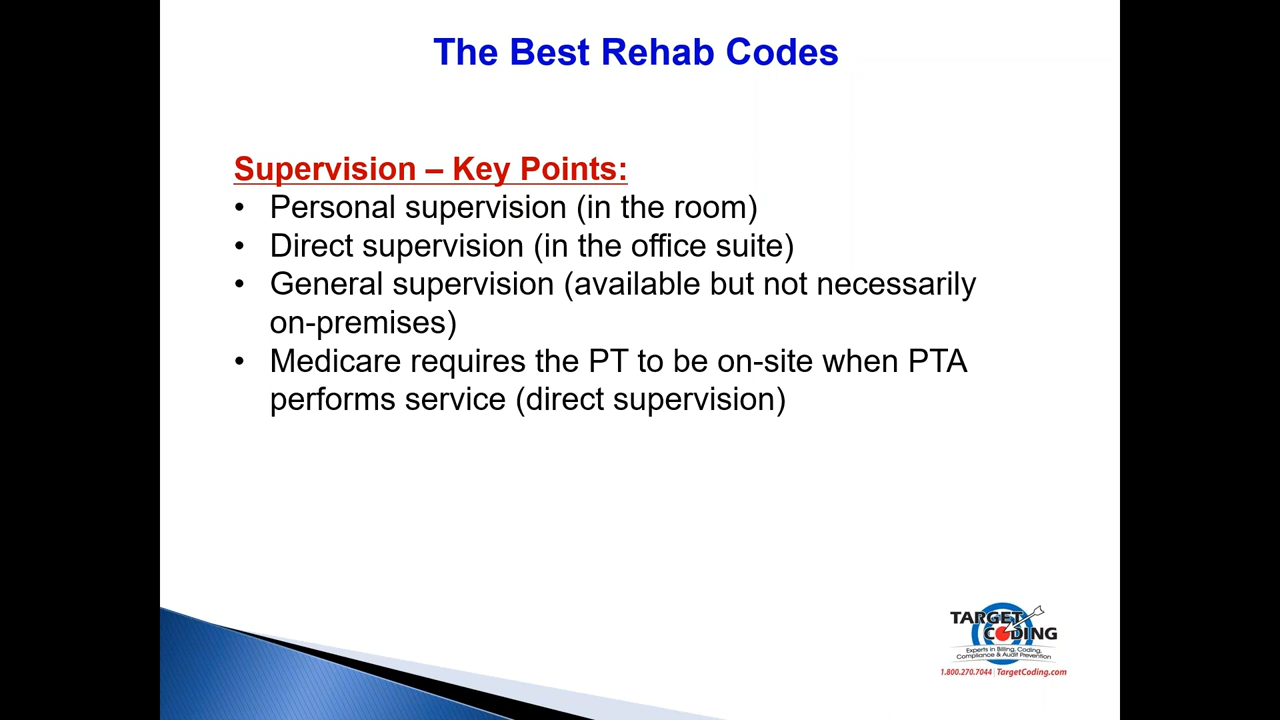 The Best Rehab Codes
Supervision – Key Points:
• Personal supervision (in the room)
• Direct supervision (in the office suite)
• General supervision (available but not necessarily
on-premises)
• Medicare requires the PT to be on-site when PTA
performs service (direct supervision)
TARGET
CODING
Experts in Billing, Coding,
Compliance & Audit Prevention
1.800.270.7044 | TargetCoding.com